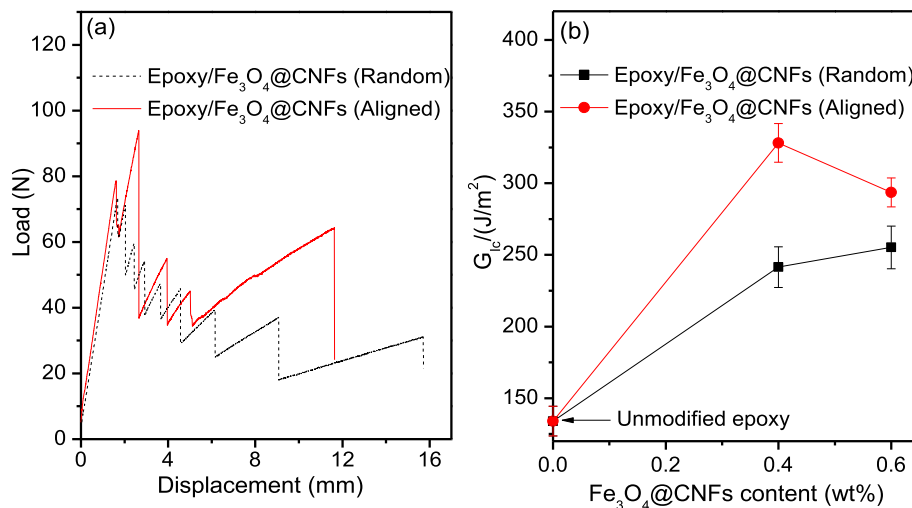 (a)
120
100
80
60
40
20
0
Load (N)
Epoxy/Fe₃O₄@CNFs (Random)
Epoxy/Fe₃O₄@CNFs (Aligned)
0 4 8 12 16
Displacement (mm)
(b)
400
350
300
250
200
150
G_Ic/(J/m²)
Epoxy/Fe₃O₄@CNFs (Random)
Epoxy/Fe₃O₄@CNFs (Aligned)
Unmodified epoxy
0.0 0.2 0.4 0.6
Fe₃O₄@CNFs content (wt%)